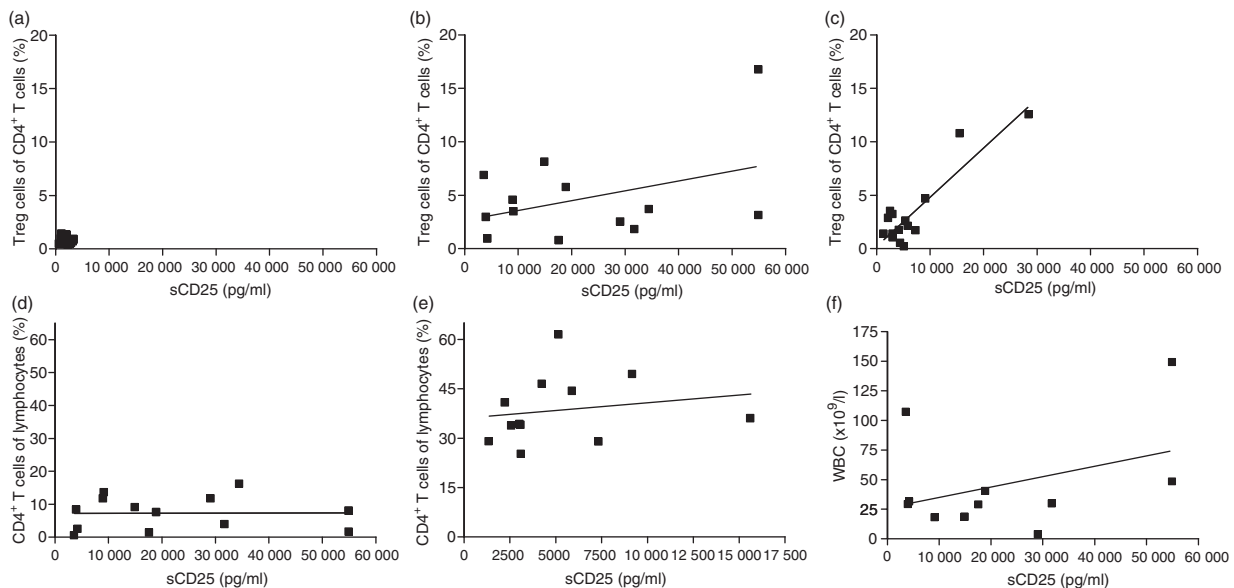 (a)
Treg cells of CD4⁺ T cells (%)
20
15
10
5
0
0 10 000 20 000 30 000 40 000 50 000 60 000
sCD25 (pg/ml)
(b)
Treg cells of CD4⁺ T cells (%)
20
15
10
5
0
0 10 000 20 000 30 000 40 000 50 000 60 000
sCD25 (pg/ml)
(c)
Treg cells of CD4⁺ T cells (%)
20
15
10
5
0
0 10 000 20 000 30 000 40 000 50 000 60 000
sCD25 (pg/ml)
(d)
CD4⁺ T cells of lymphocytes (%)
60
50
40
30
20
10
0
0 10 000 20 000 30 000 40 000 50 000 60 000
sCD25 (pg/ml)
(e)
CD4⁺ T cells of lymphocytes (%)
60
45
30
15
0
0 2500 5000 7500 10 000 12 500 15 000 17 500
sCD25 (pg/ml)
(f)
WBC (x10⁹/l)
175
150
125
100
75
50
25
0
0 10 000 20 000 30 000 40 000 50 000 60 000
sCD25 (pg/ml)